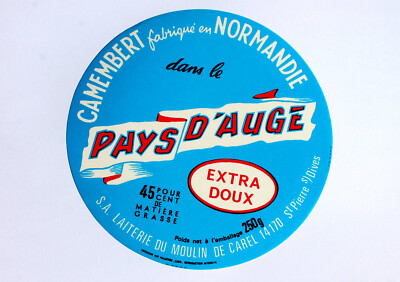 CAMEMBERT fabriqué en NORMANDIE
dans le
PAYS D'AUGE
EXTRA
DOUX
45 POUR
CENT
DE
MATIÈRE
GRASSE
Poids net à l'emballage 250g
S.A. LAITERIE DU MOULIN DE CAREL 14170 St Pierre s/Dives